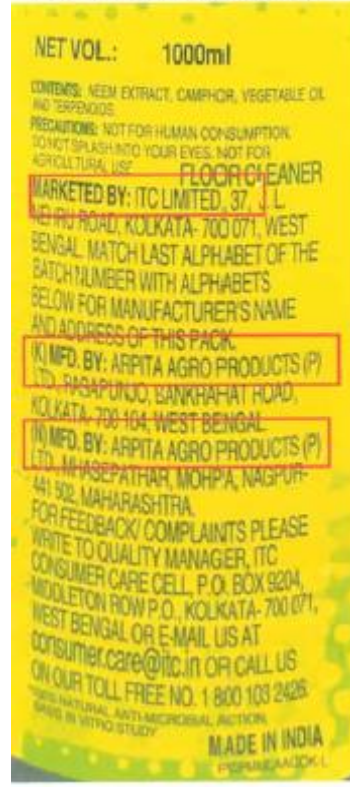 NET VOL.: 1000ml
CONTENTS: NEEM EXTRACT, CAMPHOR, VEGETABLE OIL
AND TERPENOIDS
PRECAUTIONS: NOT FOR HUMAN CONSUMPTION.
DO NOT SPLASH INTO YOUR EYES. NOT FOR
AGRICULTURAL USE
FLOOR CLEANER
MARKETED BY: ITC LIMITED, 37, J. L.
NEHRU ROAD, KOLKATA- 700 071, WEST
BENGAL. MATCH LAST ALPHABET OF THE
BATCH NUMBER WITH ALPHABETS
BELOW FOR MANUFACTURER'S NAME
AND ADDRESS OF THIS PACK.
(K) MFD. BY: ARPITA AGRO PRODUCTS (P)
LTD., BANKRAHAT ROAD,
KOLKATA- 700 104, WEST BENGAL.
(N) MFD. BY: ARPITA AGRO PRODUCTS (P)
LTD., MHASEPATHAR, MOHPA, NAGPUR-
441 502, MAHARASHTRA.
FOR FEEDBACK/ COMPLAINTS PLEASE
WRITE TO QUALITY MANAGER, ITC
CONSUMER CARE CELL, P.O. BOX 9204,
MIDDLETON ROW P.O., KOLKATA- 700 071,
WEST BENGAL OR E-MAIL US AT
consumer.care@itc.in OR CALL US
ON OUR TOLL FREE NO. 1 800 103 2426.
*100% NATURAL ANTI-MICROBIAL ACTION,
BASIS IN VITRO STUDY
MADE IN INDIA